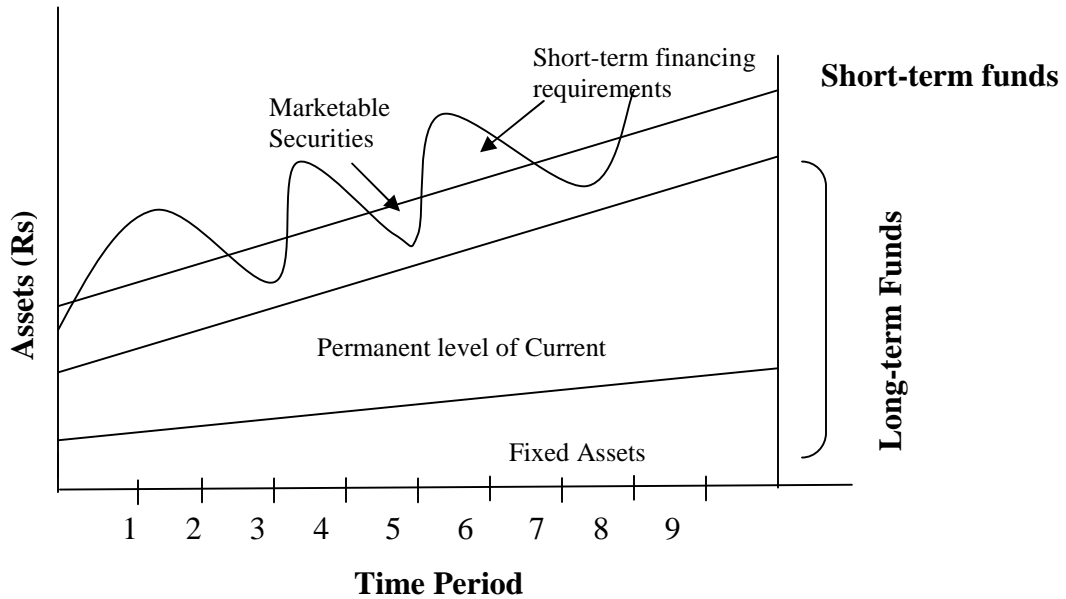 Short-term financing
requirements
Short-term funds
Marketable
Securities
Assets (Rs)
Long-term Funds
Permanent level of Current
Fixed Assets
1 2 3 4 5 6 7 8 9
Time Period